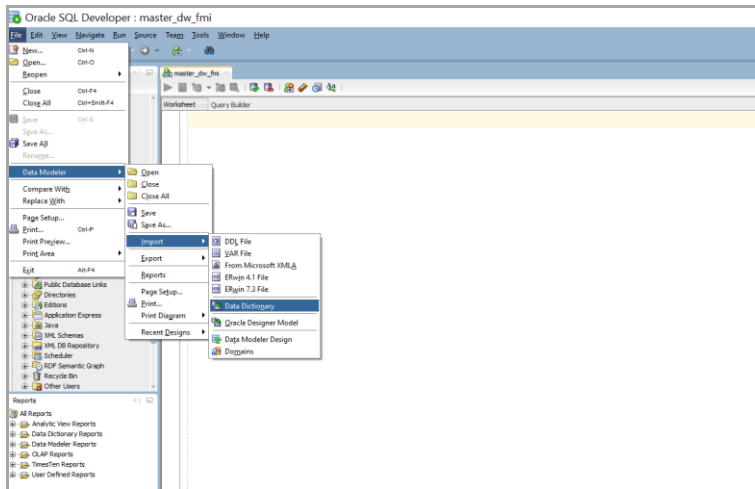 Oracle SQL Developer : master_dw_fmi
File Edit View Navigate Run Source Team Tools Window Help
New... Ctrl-N
Open... Ctrl-O
Reopen
Close Ctrl-F4
Close All Ctrl+Shift-F4
Save Ctrl-S
Save As...
Save All
Rename...
Data Modeler
Compare With
Replace With
Page Setup...
Print... Ctrl-P
Print Preview...
Print Area
Exit Alt-F4
master_dw_fmi
Worksheet Query Builder
Open
Close
Close All
Save
Save As...
Import
Export
Reports
Page Setup...
Print...
Print Diagram
Recent Designs
DDL File
VAR File
From Microsoft XMLA
ERwin 4.1 File
ERwin 7.3 File
Data Dictionary
Oracle Designer Model
Data Modeler Design
Domains
Public Database Links
Directories
Editions
Application Express
Java
XML Schemas
XML DB Repository
Scheduler
RDF Semantic Graph
Recycle Bin
Other Users
Reports
All Reports
Analytic View Reports
Data Dictionary Reports
Data Modeler Reports
OLAP Reports
TimesTen Reports
User Defined Reports